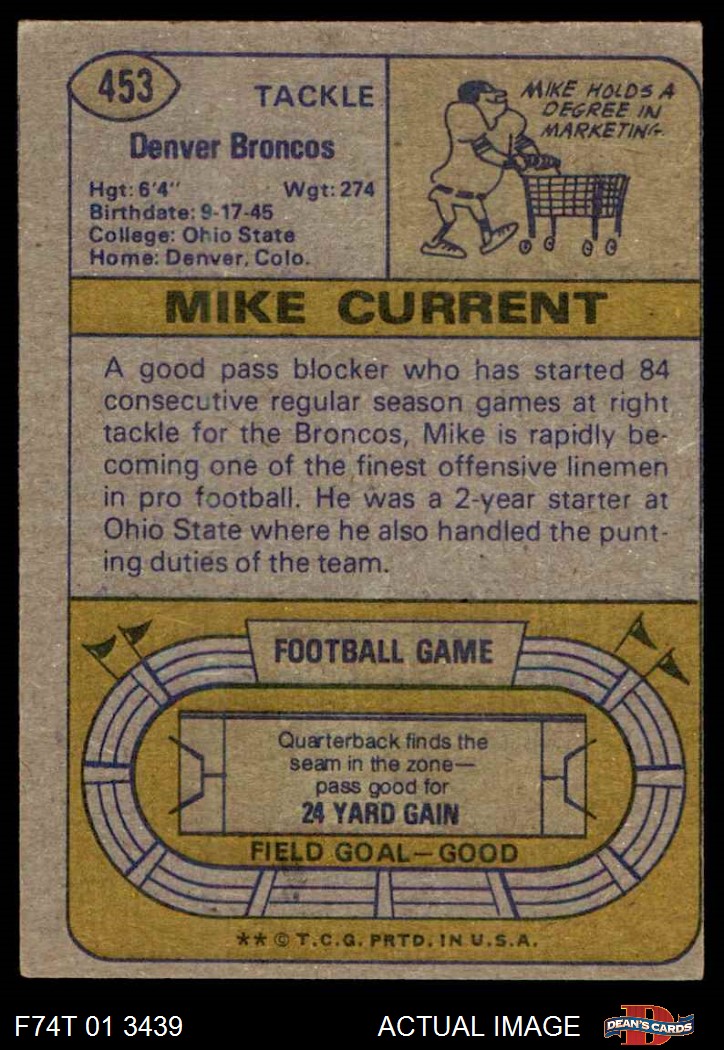 453
TACKLE
Denver Broncos
Hgt: 6'4" Wgt: 274
Birthdate: 9-17-45
College: Ohio State
Home: Denver, Colo.
MIKE HOLDS A
DEGREE IN
MARKETING.
MIKE CURRENT
A good pass blocker who has started 84
consecutive regular season games at right
tackle for the Broncos, Mike is rapidly be-
coming one of the finest offensive linemen
in pro football. He was a 2-year starter at
Ohio State where he also handled the punt-
ing duties of the team.
FOOTBALL GAME
Quarterback finds the
seam in the zone—
pass good for
24 YARD GAIN
FIELD GOAL—GOOD
** © T.C.G. PRTD. IN U.S.A.
F74T 01 3439 ACTUAL IMAGE
D
DEAN'S CARDS